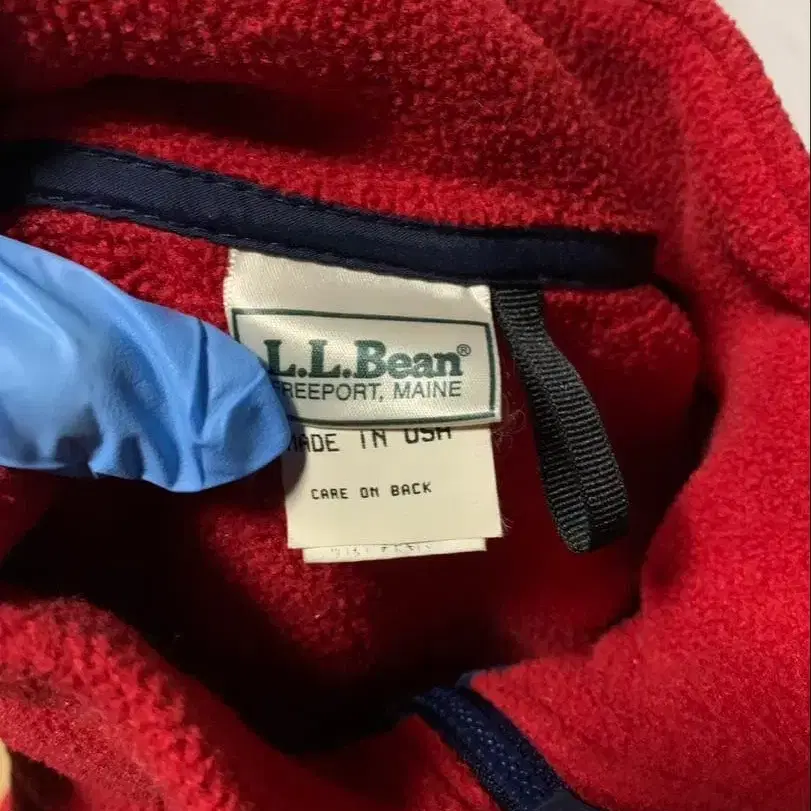 L.L.Bean®
FREEPORT, MAINE
MADE IN USA
CARE ON BACK